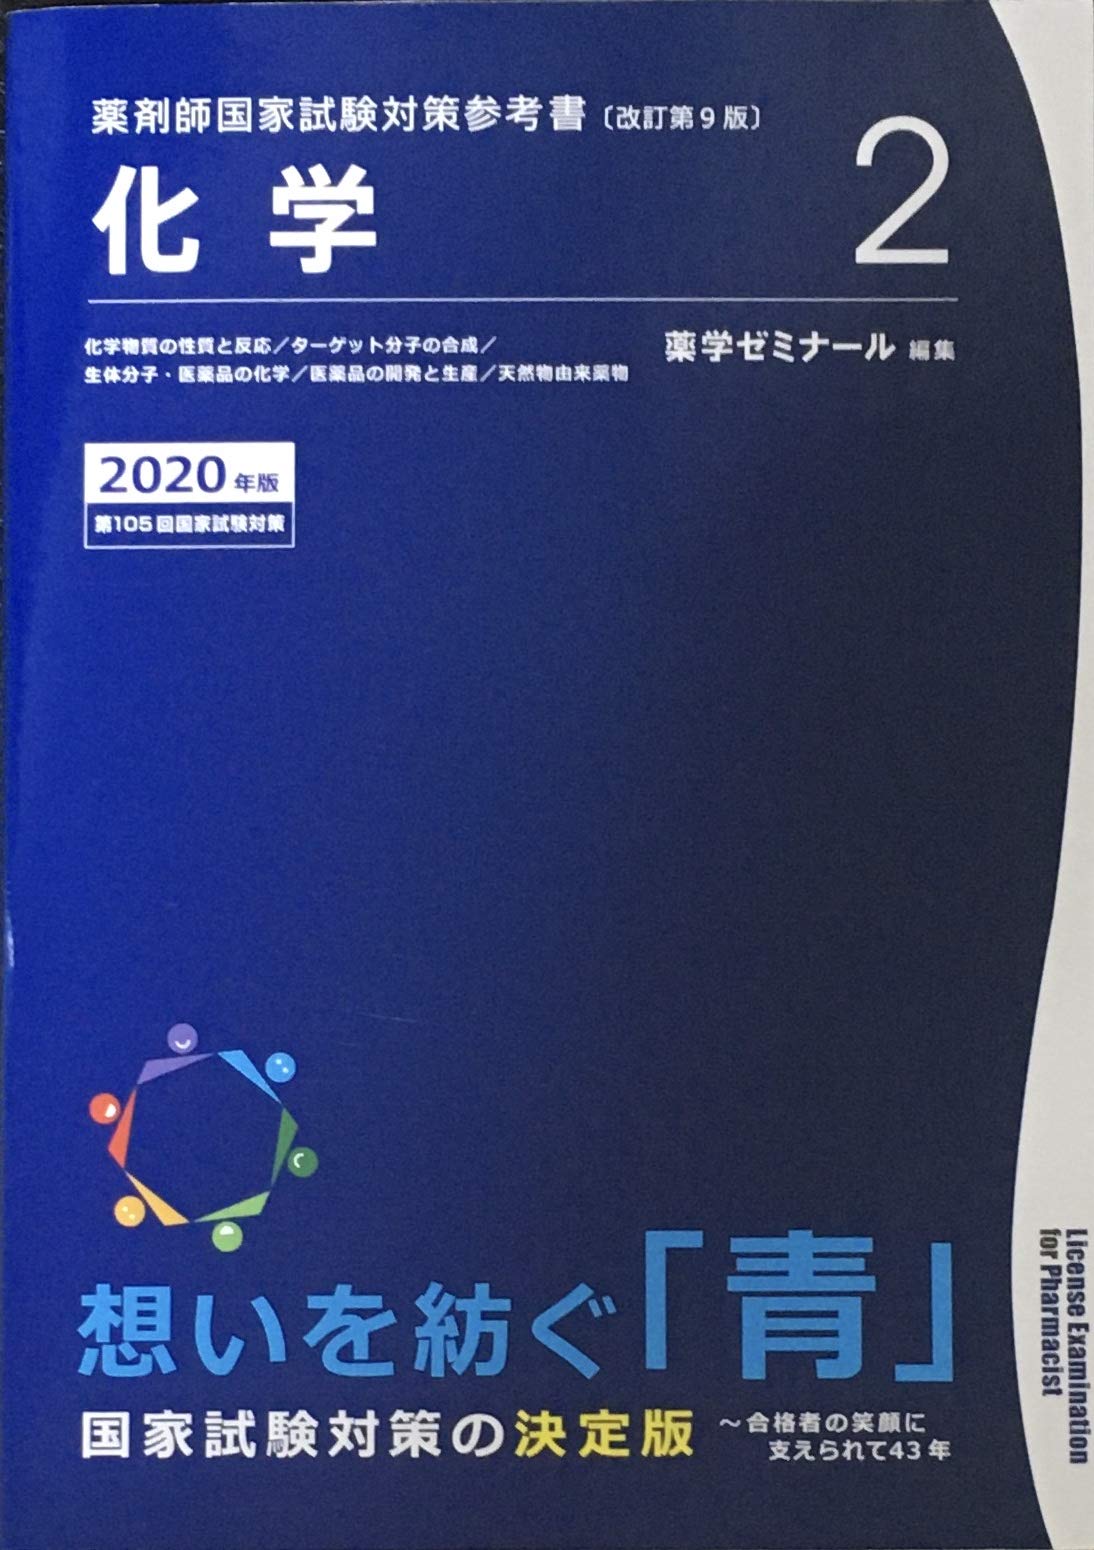 薬剤師国家試験対策参考書〔改訂第9版〕
化学
2
化学物質の性質と反応／ターゲット分子の合成／
生体分子・医薬品の化学／医薬品の開発と生産／天然物由来薬物
薬学ゼミナール 編集
2020年版
第105回国家試験対策
想いを紡ぐ「青」
国家試験対策の決定版
～合格者の笑顔に
支えられて43年
License Examination
for Pharmacist